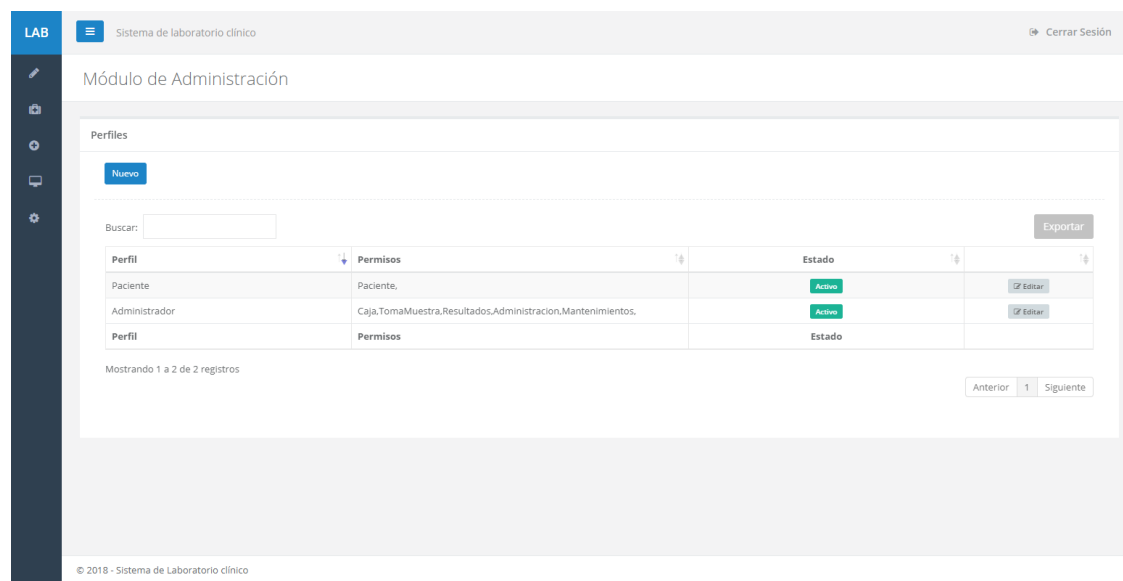 LAB Sistema de laboratorio clínico Cerrar Sesión
Módulo de Administración
Perfiles
Nuevo
Buscar: Exportar
Perfil Permisos Estado
Paciente Paciente, Activo Editar
Administrador Caja,TomaMuestra,Resultados,Administracion,Mantenimientos, Activo Editar
Perfil Permisos Estado
Mostrando 1 a 2 de 2 registros
Anterior 1 Siguiente
© 2018 - Sistema de Laboratorio clínico